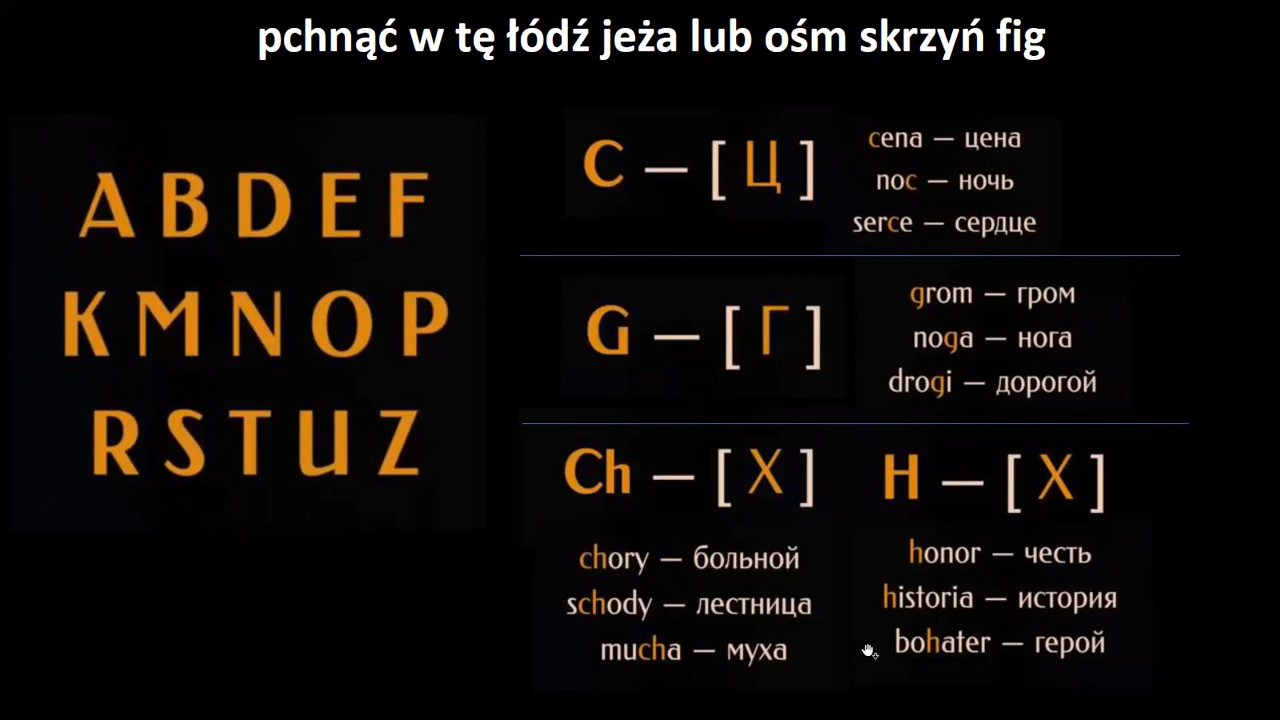 pchnąć w tę łódź jeża lub ośm skrzyń fig
A B D E F
K M N O P
R S T U Z
C – [ Ц ]
cena – цена
noc – ночь
serce – сердце
G – [ Г ]
grom – гром
noga – нога
drogi – дорогой
Ch – [ X ]
chory – больной
schody – лестница
mucha – муха
H – [ X ]
honor – честь
historia – история
bohater – герой